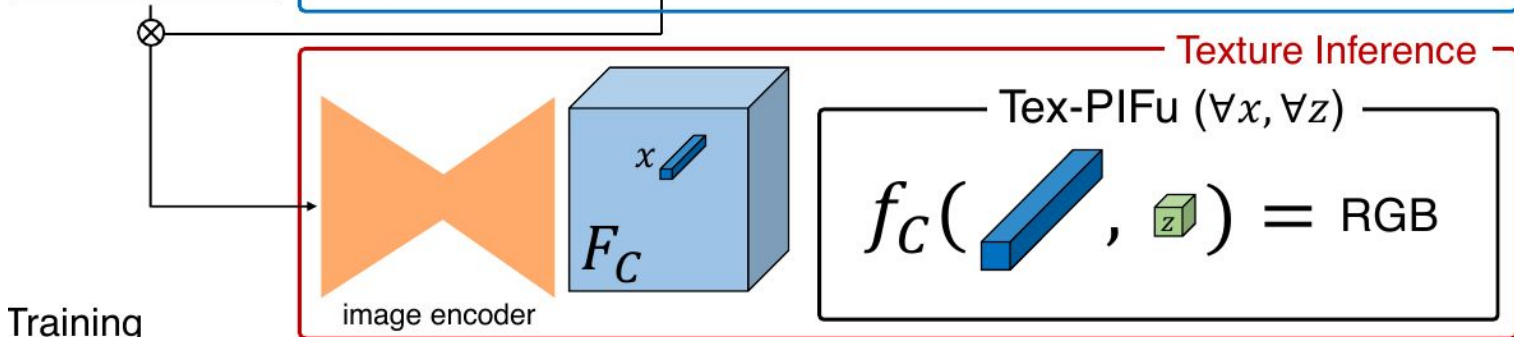 Texture Inference
Tex-PIFu (∀x, ∀z)
x
F_C
f_C( , z ) = RGB
image encoder
Training